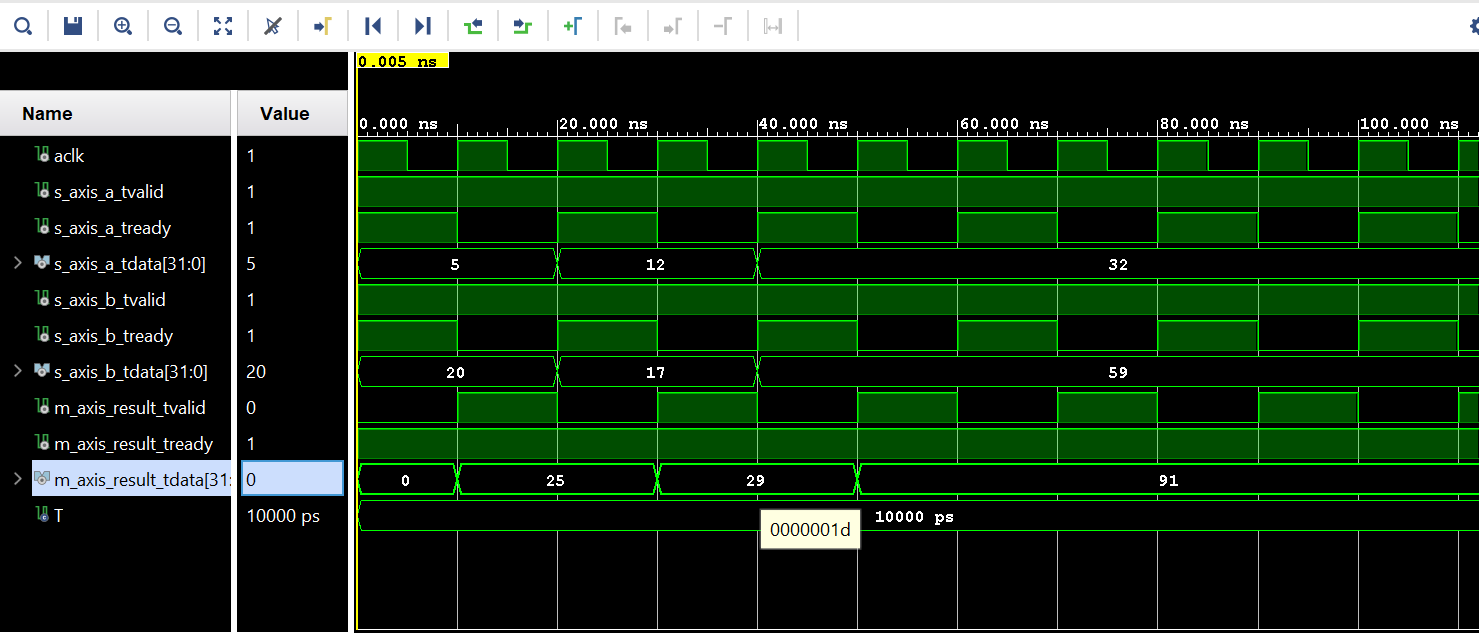 0.005 ns
Name Value
0.000 ns 20.000 ns 40.000 ns 60.000 ns 80.000 ns 100.000 ns
aclk 1
s_axis_a_tvalid 1
s_axis_a_tready 1
s_axis_a_tdata[31:0] 5 5 12 32
s_axis_b_tvalid 1
s_axis_b_tready 1
s_axis_b_tdata[31:0] 20 20 17 59
m_axis_result_tvalid 0
m_axis_result_tready 1
m_axis_result_tdata[31: 0 0 25 29 91
T 10000 ps 10000 ps
0000001d